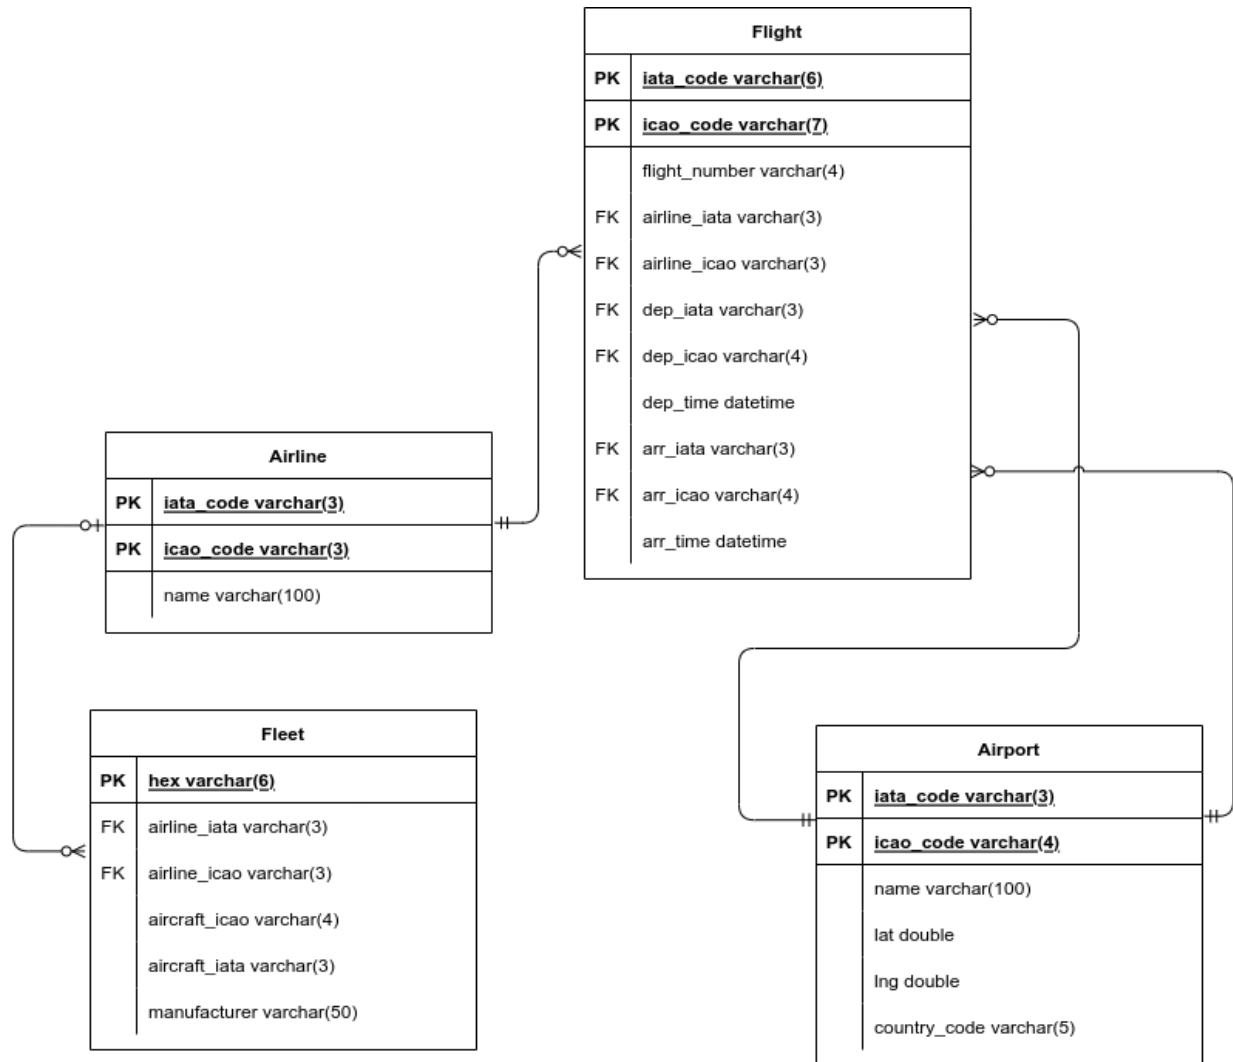 Flight
PK iata_code varchar(6)
PK icao_code varchar(7)
flight_number varchar(4)
FK airline_iata varchar(3)
FK airline_icao varchar(3)
FK dep_iata varchar(3)
FK dep_icao varchar(4)
dep_time datetime
FK arr_iata varchar(3)
FK arr_icao varchar(4)
arr_time datetime
Airline
PK iata_code varchar(3)
PK icao_code varchar(3)
name varchar(100)
Fleet
PK hex varchar(6)
FK airline_iata varchar(3)
FK airline_icao varchar(3)
aircraft_icao varchar(4)
aircraft_iata varchar(3)
manufacturer varchar(50)
Airport
PK iata_code varchar(3)
PK icao_code varchar(4)
name varchar(100)
lat double
lng double
country_code varchar(5)